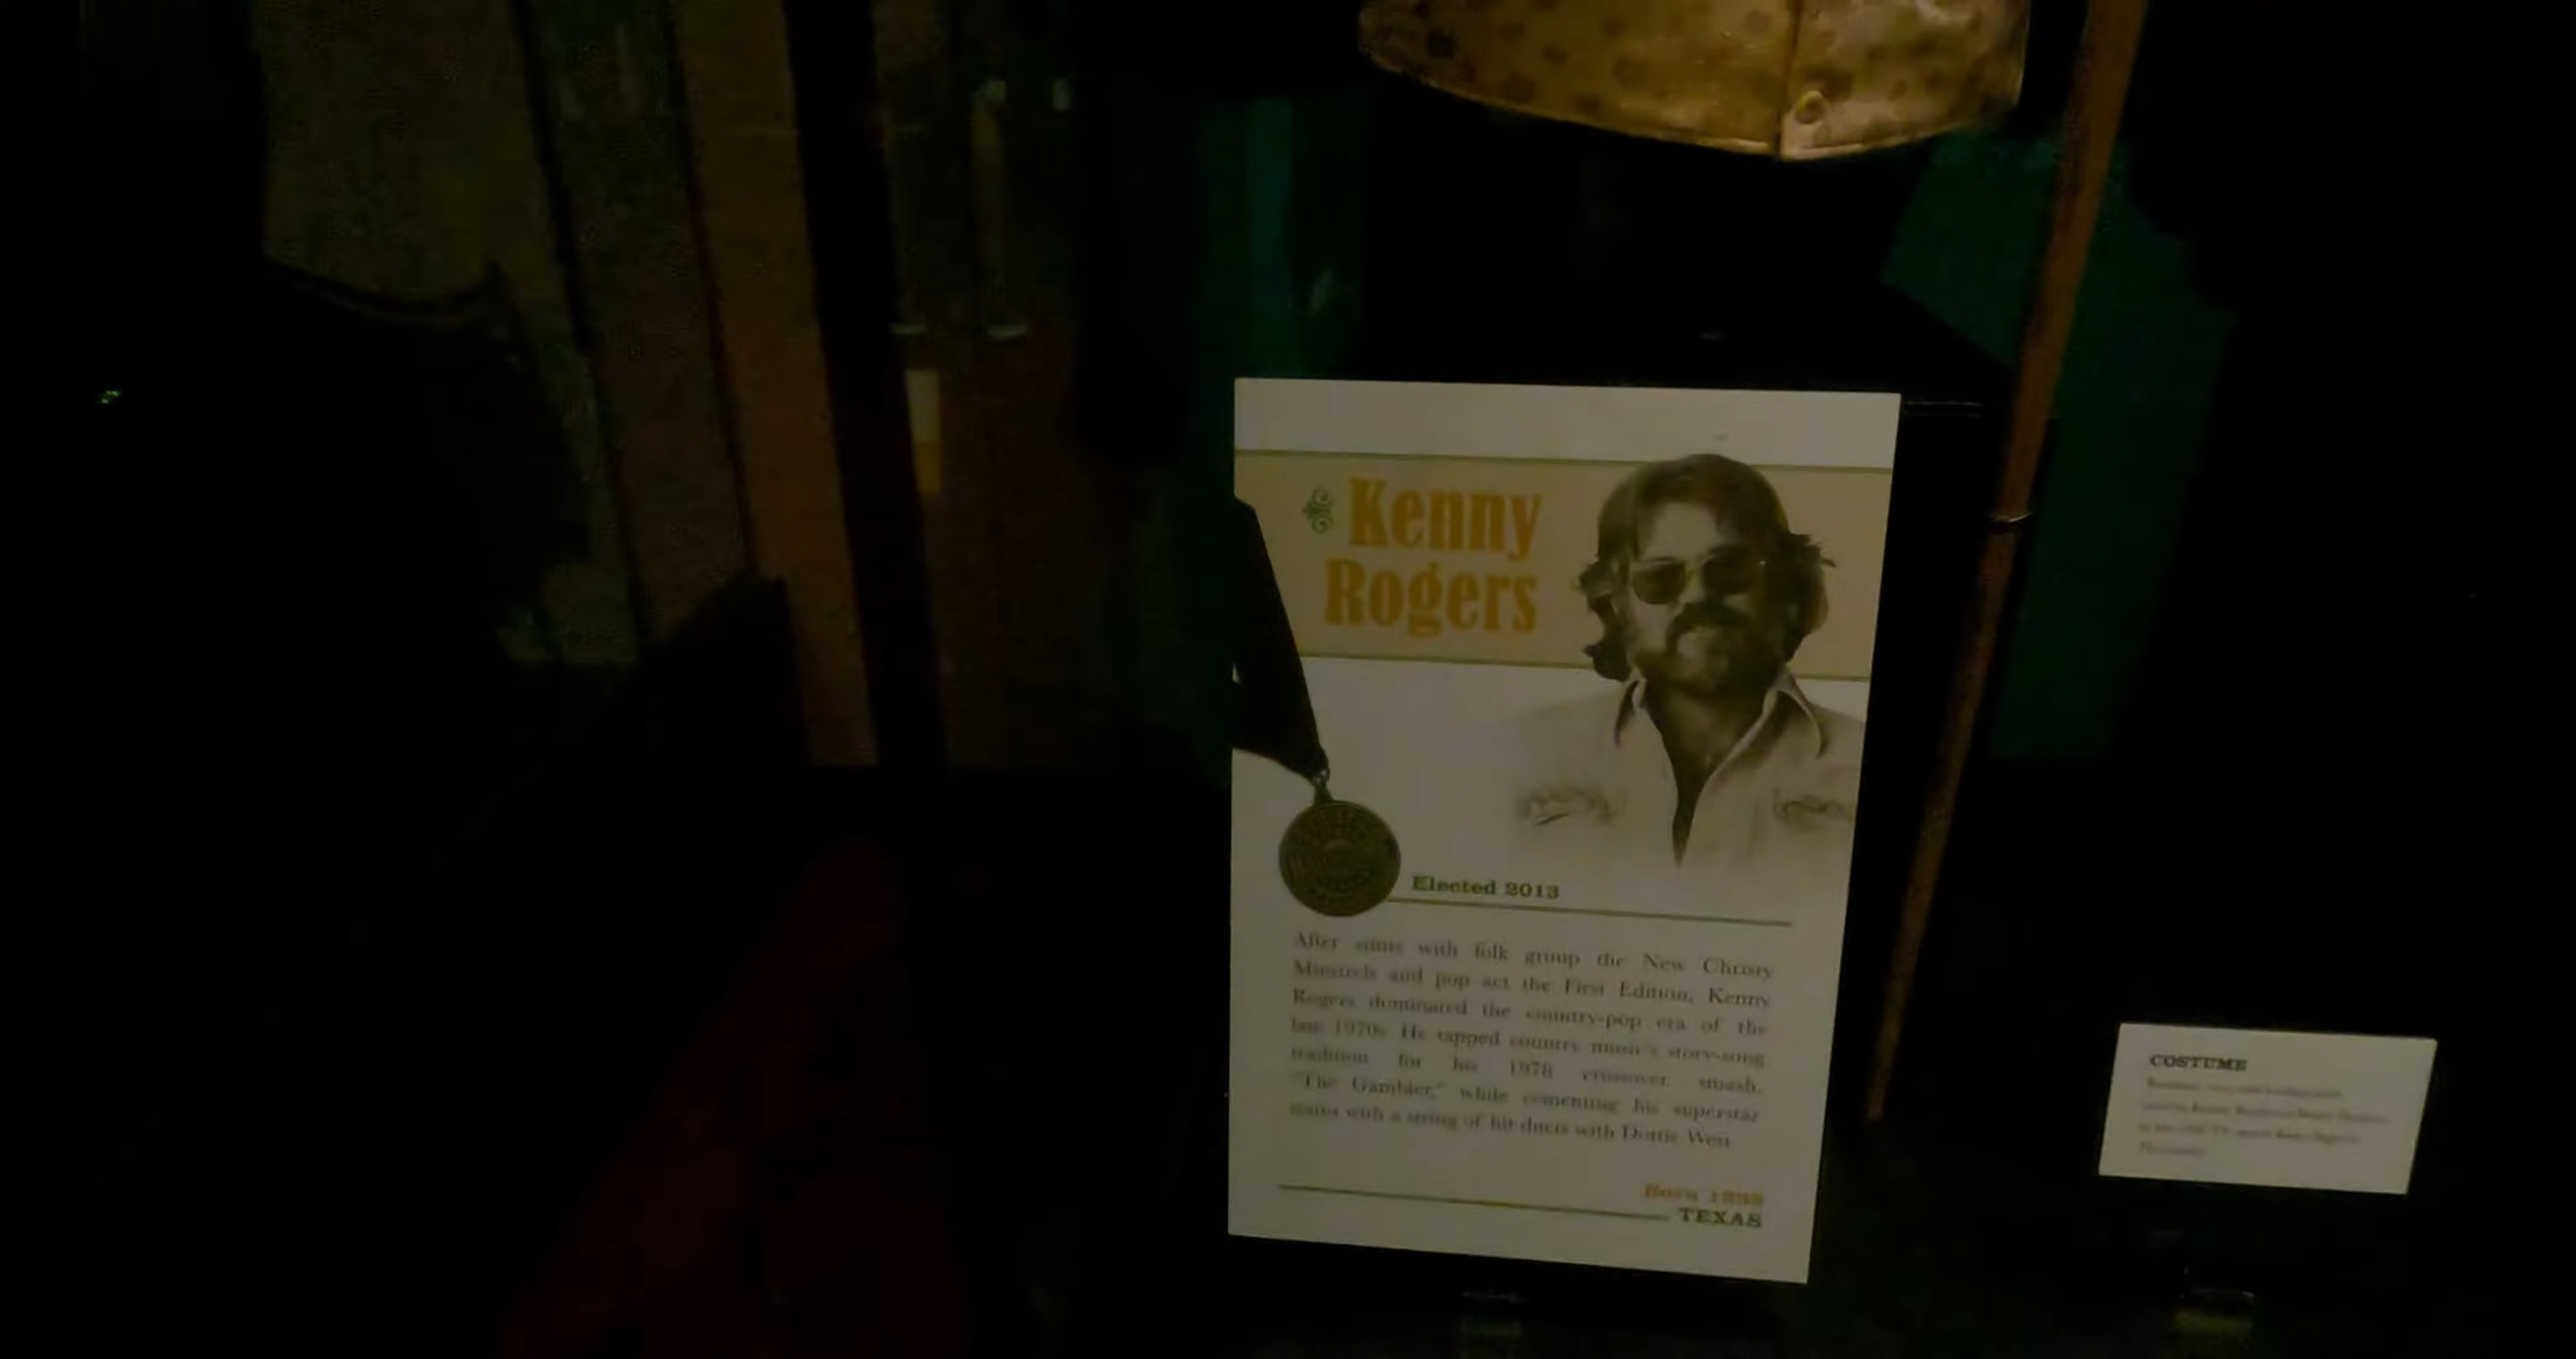 Kenny
Rogers
Elected 2013
After stints with folk group the New Christy
Minstrels and pop act the First Edition, Kenny
Rogers dominated the country-pop era of the
late 1970s. He tapped country music's story-song
tradition for his 1978 crossover smash,
"The Gambler," while cementing his superstar
status with a string of hit duets with Dottie West.
Born 1938
TEXAS
COSTUME